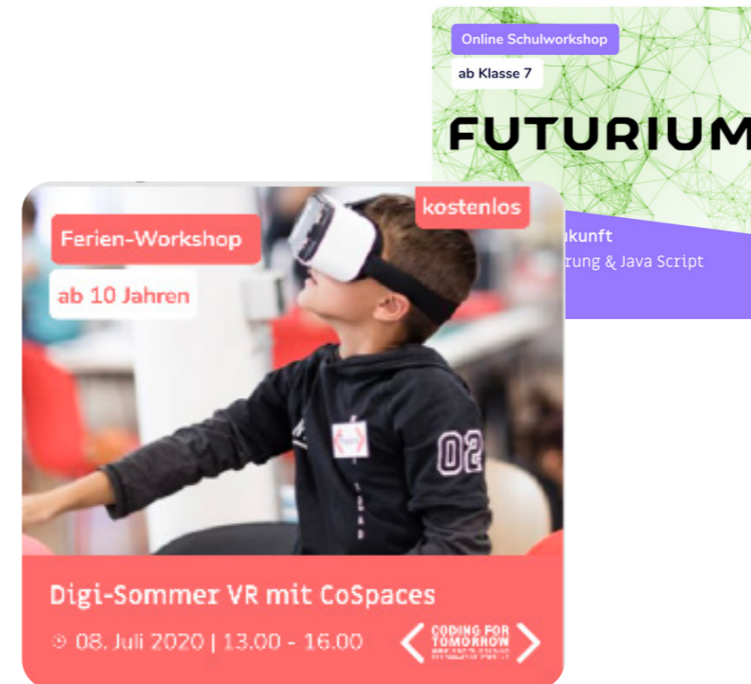 Online Schulworkshop
ab Klasse 7
FUTURIUM
kunft
rung & Java Script
kostenlos
Ferien-Workshop
ab 10 Jahren
02
Digi-Sommer VR mit CoSpaces
08. Juli 2020 | 13.00 - 16.00
CODING FOR
TOMORROW